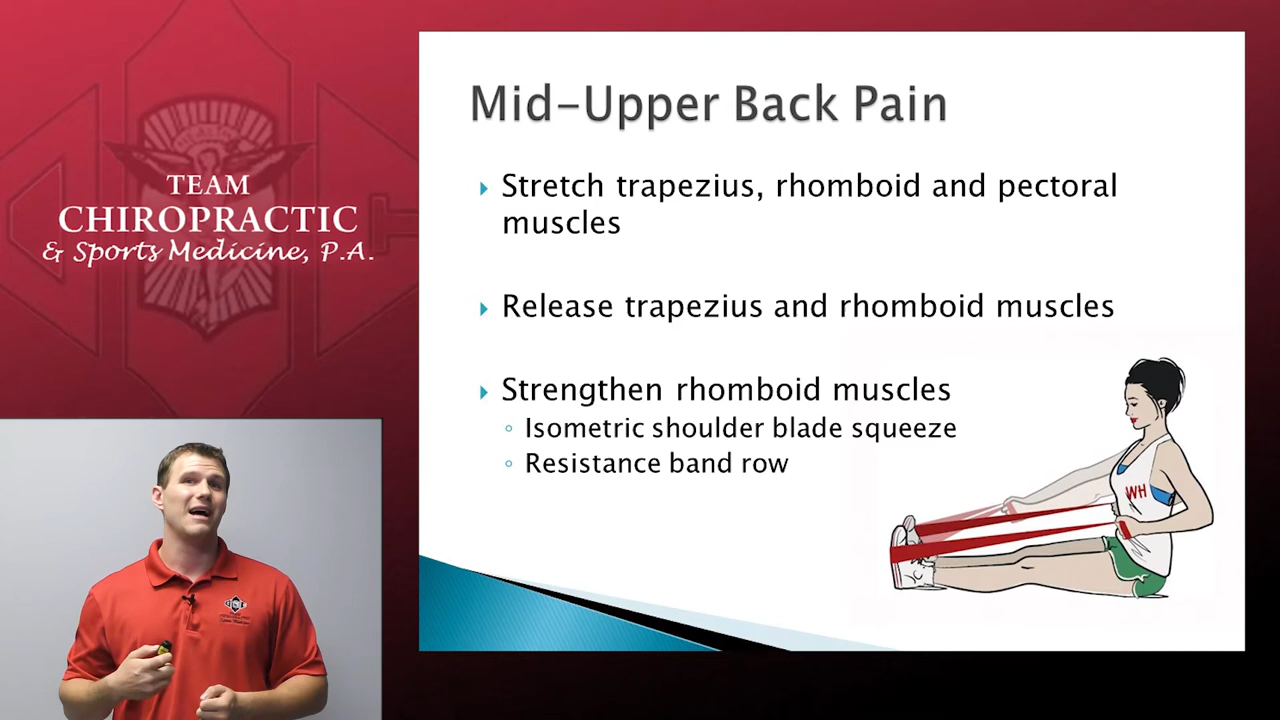 TEAM
CHIROPRACTIC
& Sports Medicine, P.A.
Mid-Upper Back Pain
Stretch trapezius, rhomboid and pectoral
muscles
Release trapezius and rhomboid muscles
Strengthen rhomboid muscles
Isometric shoulder blade squeeze
Resistance band row
WH